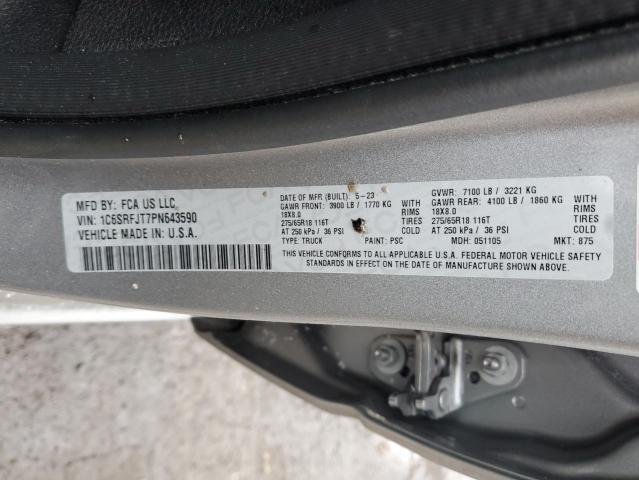 MFD BY: FCA US LLC
VIN: 1C6SRFJT7PN643590
VEHICLE MADE IN: U.S.A.
DATE OF MFR (BUILT): 5-23
GAWR FRONT: 3900 LB / 1770 KG WITH
18X8.0 RIMS
275/65R18 116T TIRES
AT 250 kPa / 36 PSI COLD
TYPE: TRUCK PAINT: PSC
GVWR: 7100 LB / 3221 KG
GAWR REAR: 4100 LB / 1860 KG WITH
18X8.0 RIMS
275/65R18 116T TIRES
AT 250 kPa / 36 PSI COLD
MDH: 051105 MKT: 875
THIS VEHICLE CONFORMS TO ALL APPLICABLE U.S.A. FEDERAL MOTOR VEHICLE SAFETY
STANDARDS IN EFFECT ON THE DATE OF MANUFACTURE SHOWN ABOVE.